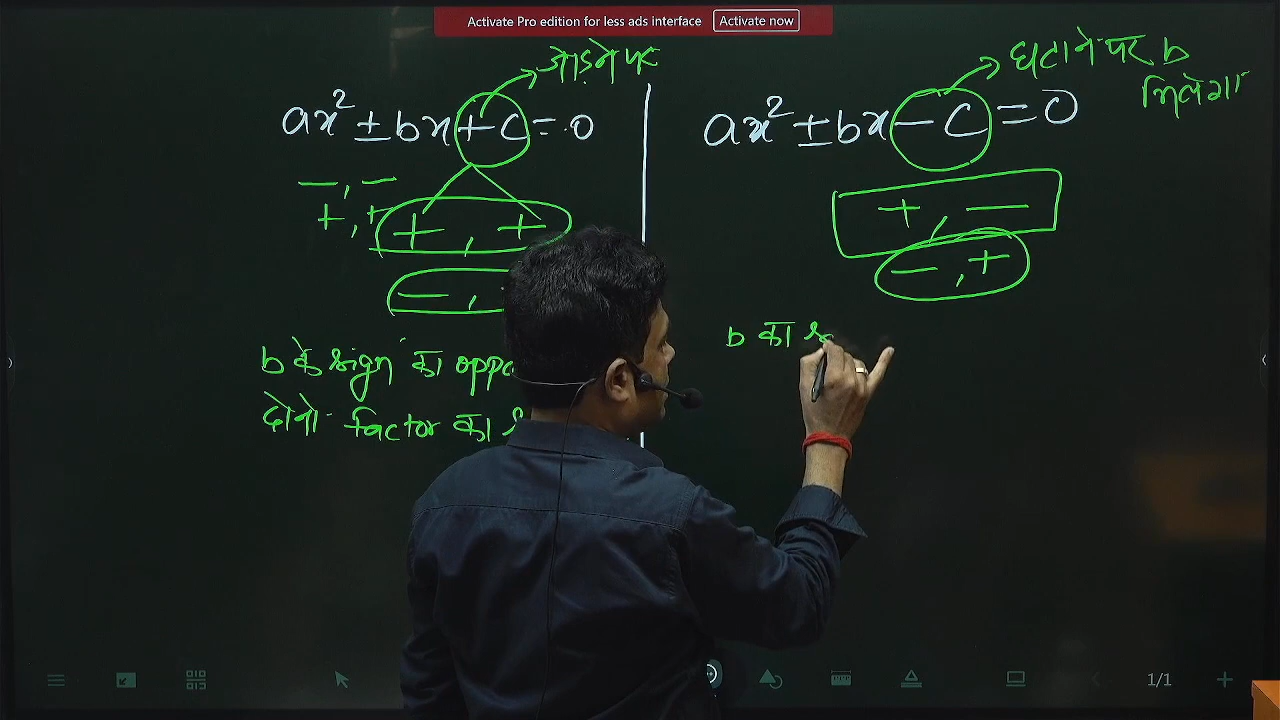 Activate Pro edition for less ads interface Activate now
जोड़ने पर
ax² ± bx + c = 0
−, −
+, +
+, +
−,
b के sign का oppo
दोनो factor का
घटाने पर b
मिलेगा
ax² ± bx − c = 0
+, −
−, +
b का
1/1